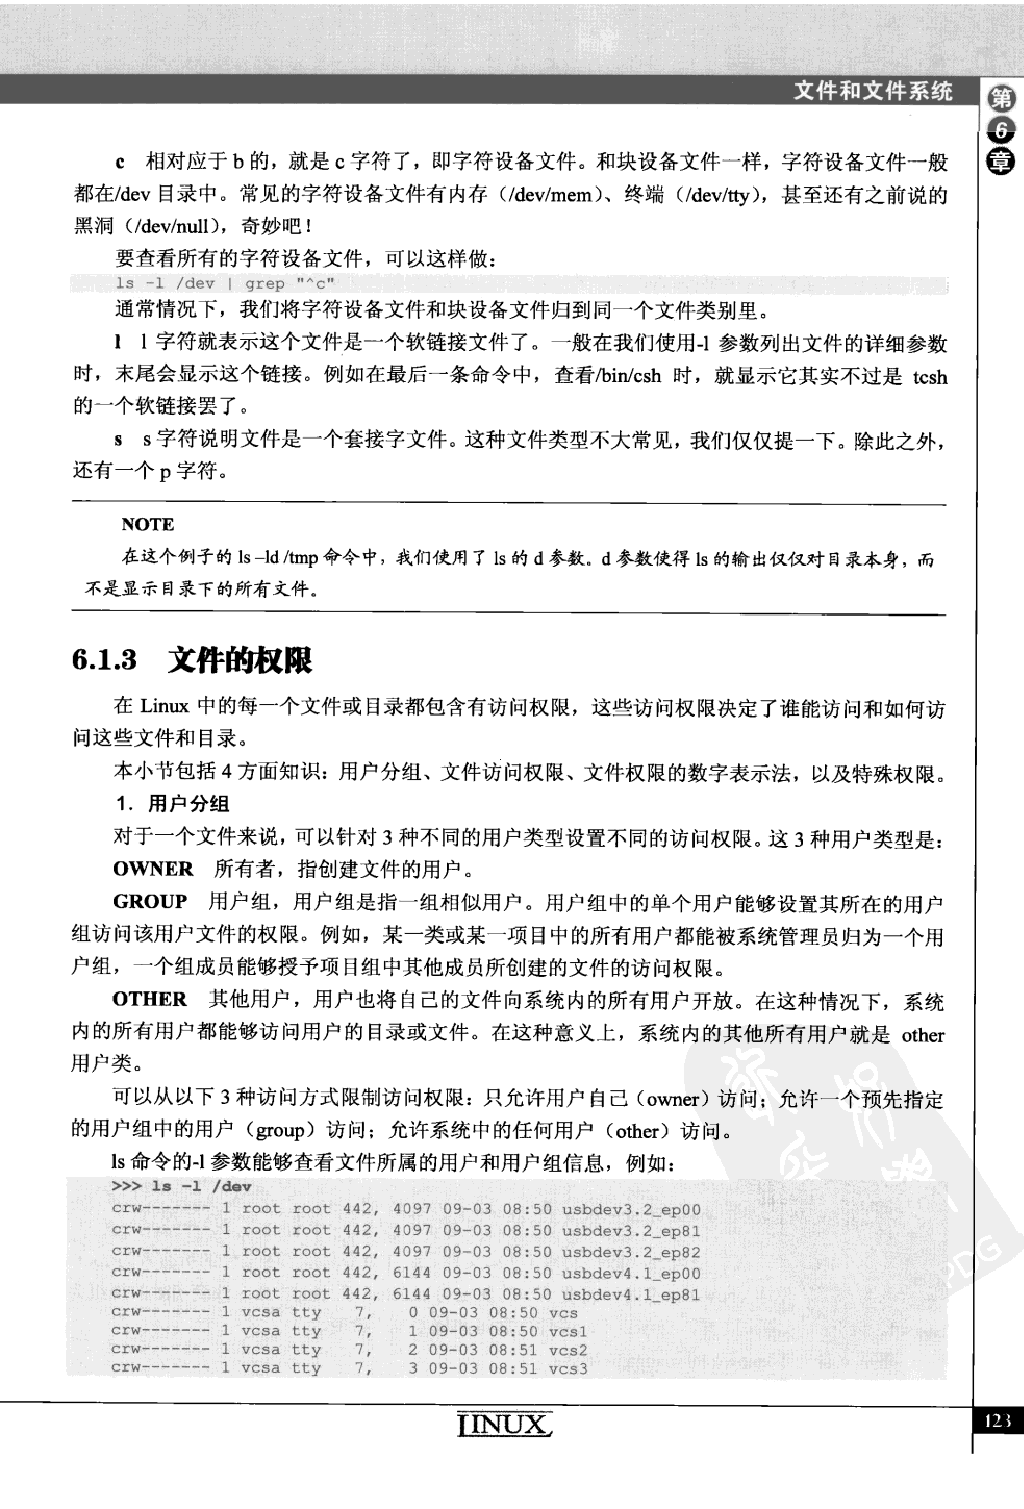 文件和文件系统
第
6
章
c 相对应于 b 的，就是 c 字符了，即字符设备文件。和块设备文件一样，字符设备文件一般
都在/dev 目录中。常见的字符设备文件有内存（/dev/mem）、终端（/dev/tty），甚至还有之前说的
黑洞（/dev/null），奇妙吧！
要查看所有的字符设备文件，可以这样做：
ls -l /dev | grep "^c"
通常情况下，我们将字符设备文件和块设备文件归到同一个文件类别里。
l l 字符就表示这个文件是一个软链接文件了。一般在我们使用-l 参数列出文件的详细参数
时，末尾会显示这个链接。例如在最后一条命令中，查看/bin/csh 时，就显示它其实不过是 tcsh
的一个软链接罢了。
s s 字符说明文件是一个套接字文件。这种文件类型不大常见，我们仅仅提一下。除此之外，
还有一个 p 字符。
NOTE
在这个例子的 ls –ld /tmp 命令中，我们使用了 ls 的 d 参数。d 参数使得 ls 的输出仅仅对目录本身，而
不是显示目录下的所有文件。
6.1.3 文件的权限
在 Linux 中的每一个文件或目录都包含有访问权限，这些访问权限决定了谁能访问和如何访
问这些文件和目录。
本小节包括 4 方面知识：用户分组、文件访问权限、文件权限的数字表示法，以及特殊权限。
1．用户分组
对于一个文件来说，可以针对 3 种不同的用户类型设置不同的访问权限。这 3 种用户类型是：
OWNER 所有者，指创建文件的用户。
GROUP 用户组，用户组是指一组相似用户。用户组中的单个用户能够设置其所在的用户
组访问该用户文件的权限。例如，某一类或某一项目中的所有用户都能被系统管理员归为一个用
户组，一个组成员能够授予项目组中其他成员所创建的文件的访问权限。
OTHER 其他用户，用户也将自己的文件向系统内的所有用户开放。在这种情况下，系统
内的所有用户都能够访问用户的目录或文件。在这种意义上，系统内的其他所有用户就是 other
用户类。
可以从以下 3 种访问方式限制访问权限：只允许用户自己（owner）访问；允许一个预先指定
的用户组中的用户（group）访问；允许系统中的任何用户（other）访问。
ls 命令的-l 参数能够查看文件所属的用户和用户组信息，例如：
>>> ls -l /dev
crw------- 1 root root 442, 4097 09-03 08:50 usbdev3.2_ep00
crw------- 1 root root 442, 4097 09-03 08:50 usbdev3.2_ep81
crw------- 1 root root 442, 4097 09-03 08:50 usbdev3.2_ep82
crw------- 1 root root 442, 6144 09-03 08:50 usbdev4.1_ep00
crw------- 1 root root 442, 6144 09-03 08:50 usbdev4.1_ep81
crw------- 1 vcsa tty 7, 0 09-03 08:50 vcs
crw------- 1 vcsa tty 7, 1 09-03 08:50 vcs1
crw------- 1 vcsa tty 7, 2 09-03 08:51 vcs2
crw------- 1 vcsa tty 7, 3 09-03 08:51 vcs3
PDG
LINUX
123